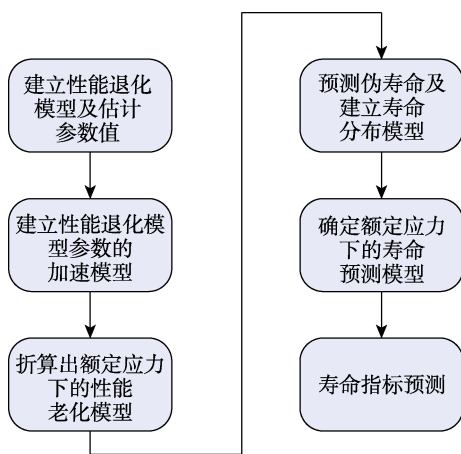 建立性能退化
模型及估计
参数值
建立性能退化模
型参数的
加速模型
折算出额定应力
下的性能
老化模型
预测伪寿命及
建立寿命
分布模型
确定额定应力
下的寿命
预测模型
寿命指标预测